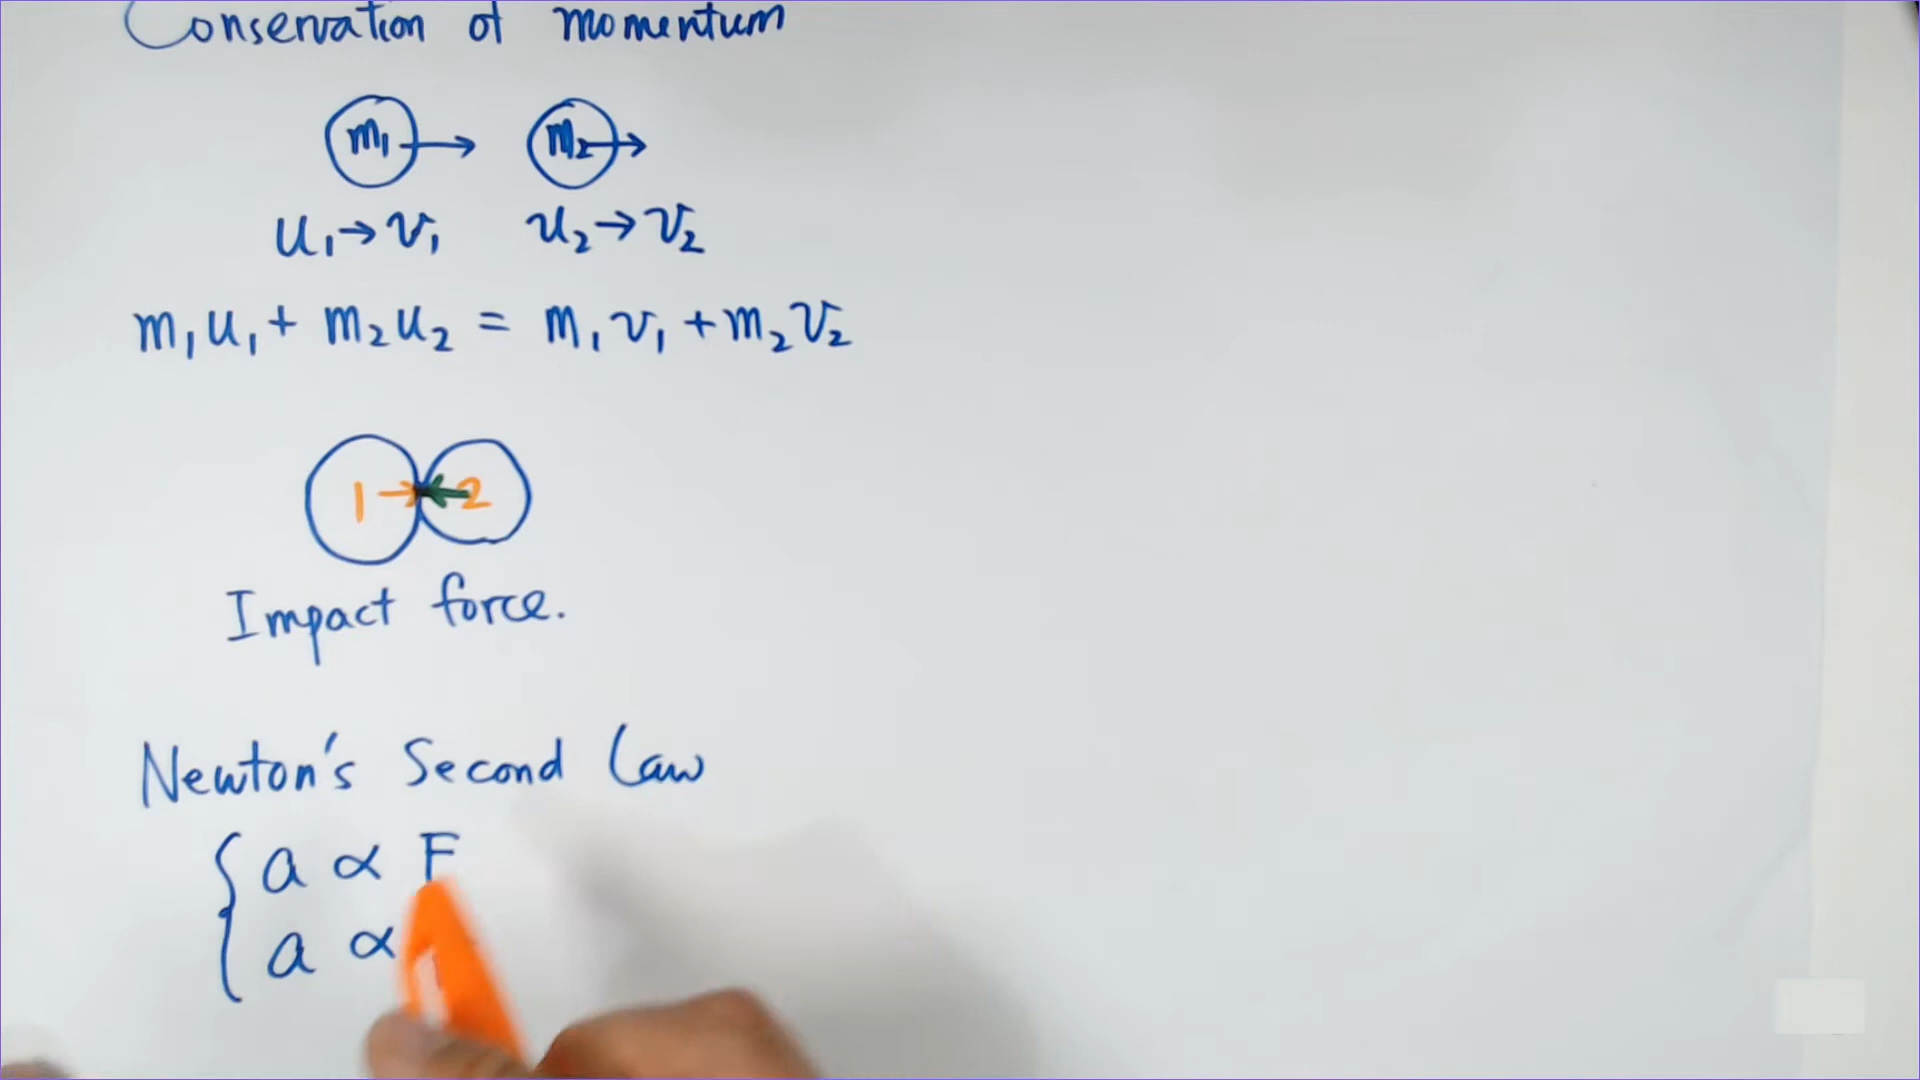 Conservation of momentum
m₁ → m₂ →
u₁→v₁ u₂→v₂
m₁u₁ + m₂u₂ = m₁v₁ + m₂v₂
1 → ← 2
Impact force.
Newton's Second Law
{ a ∝ F
a ∝